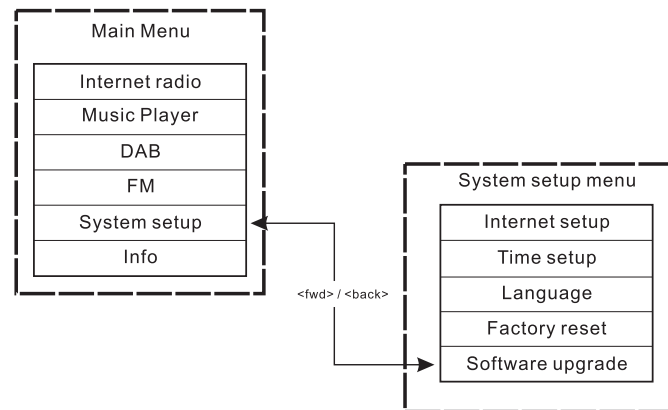 Main Menu
Internet radio
Music Player
DAB
FM
System setup
Info
<fwd> / <back>
System setup menu
Internet setup
Time setup
Language
Factory reset
Software upgrade